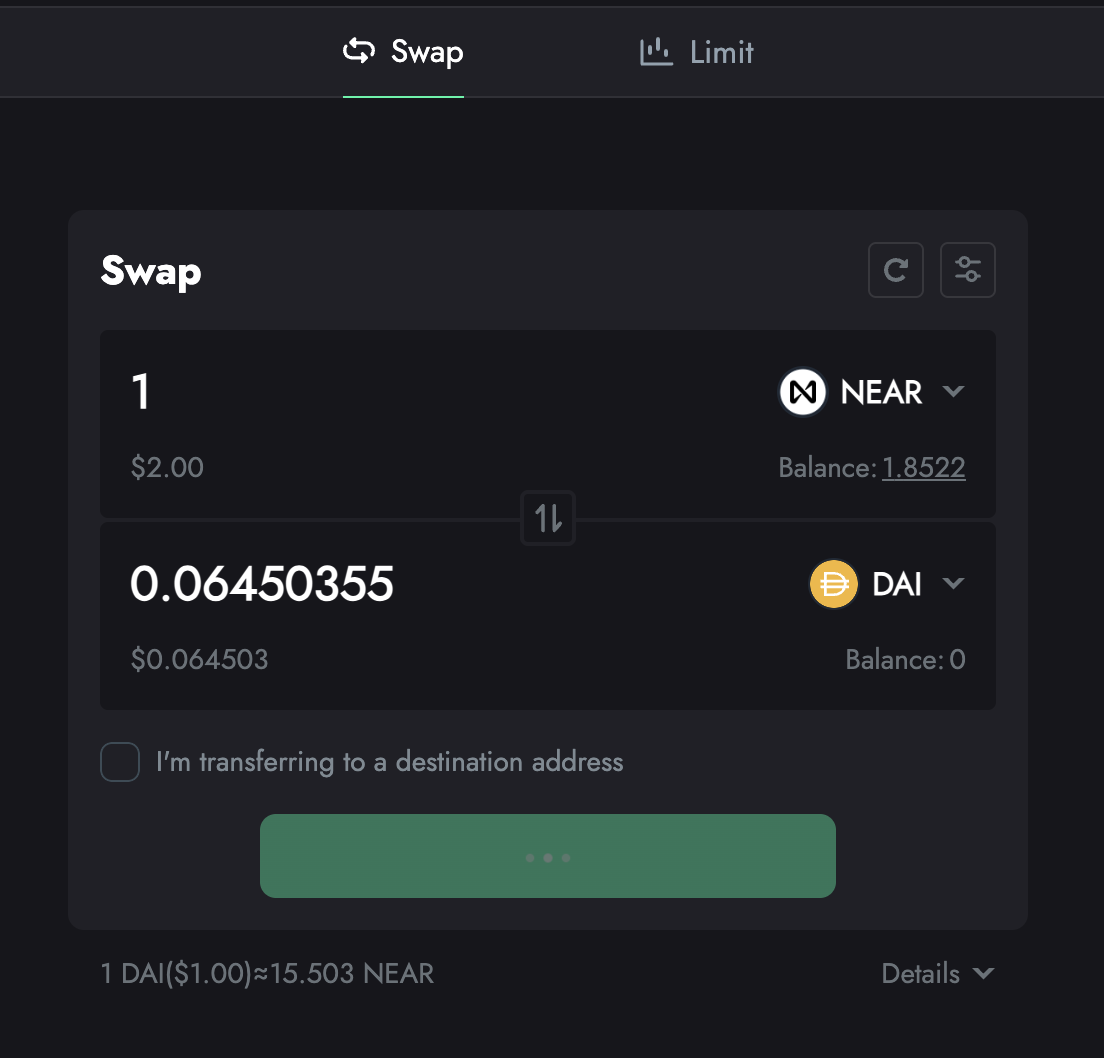 Swap
Limit
Swap
1
NEAR
$2.00
Balance: 1.8522
0.06450355
DAI
$0.064503
Balance: 0
I'm transferring to a destination address
1 DAI($1.00)≈15.503 NEAR
Details